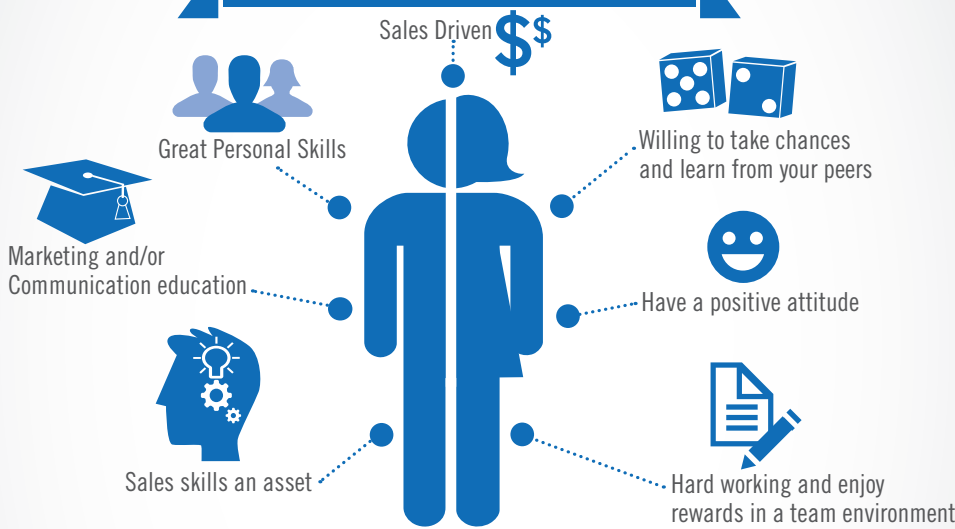 Sales Driven $$
Great Personal Skills
Willing to take chances
and learn from your peers
Marketing and/or
Communication education
Have a positive attitude
Sales skills an asset
Hard working and enjoy
rewards in a team environment